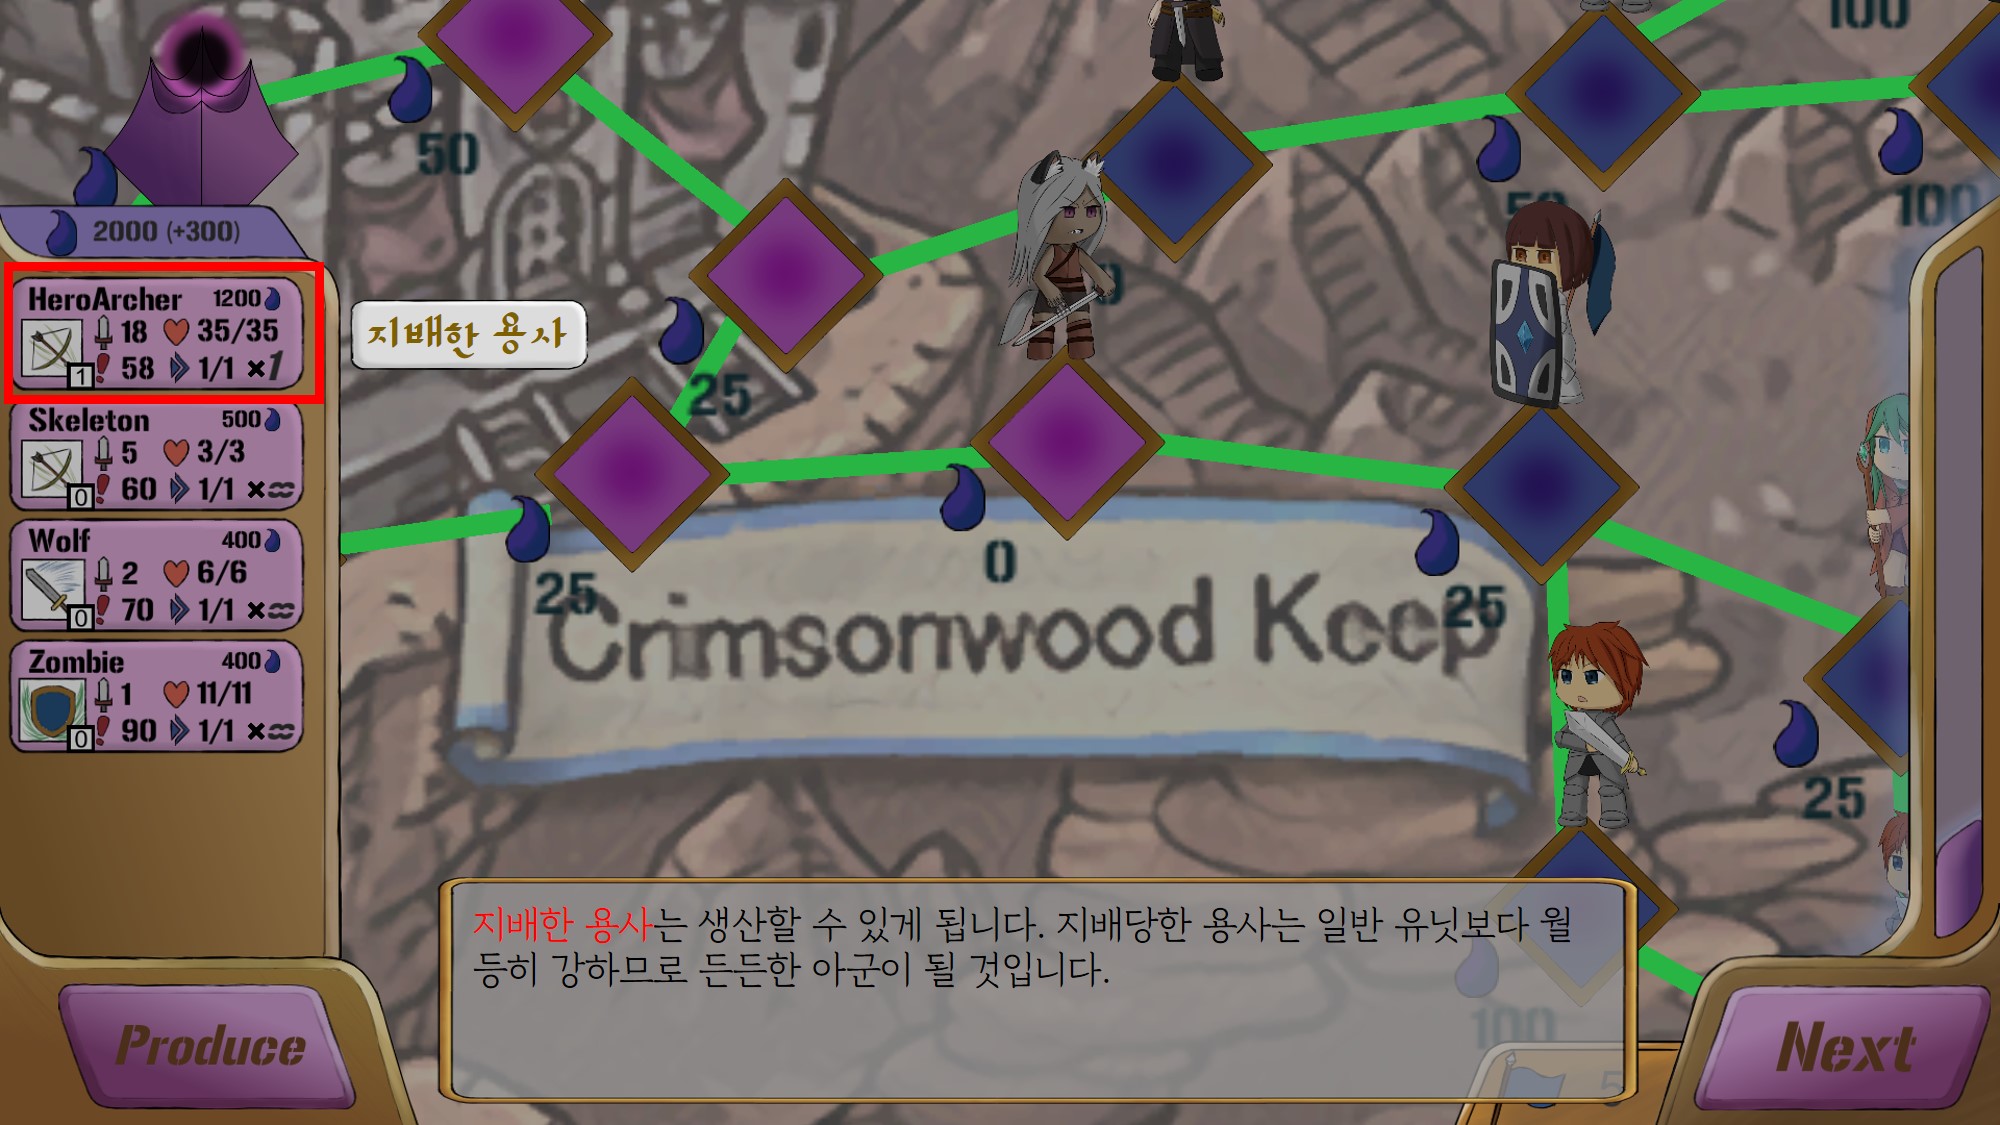 100
50
2000 (+300)
50
100
HeroArcher 1200
18 35/35
1 58 1/1 ×1
지배한 용사
25
Skeleton 500
5 3/3
0 60 1/1 ×∞
Wolf 400
2 6/6
0 70 1/1 ×∞
0
25
25
Crimsonwood Keep
Zombie 400
1 11/11
0 90 1/1 ×∞
25
지배한 용사는 생산할 수 있게 됩니다. 지배당한 용사는 일반 유닛보다 월
등히 강하므로 든든한 아군이 될 것입니다.
100
5
Produce
Next